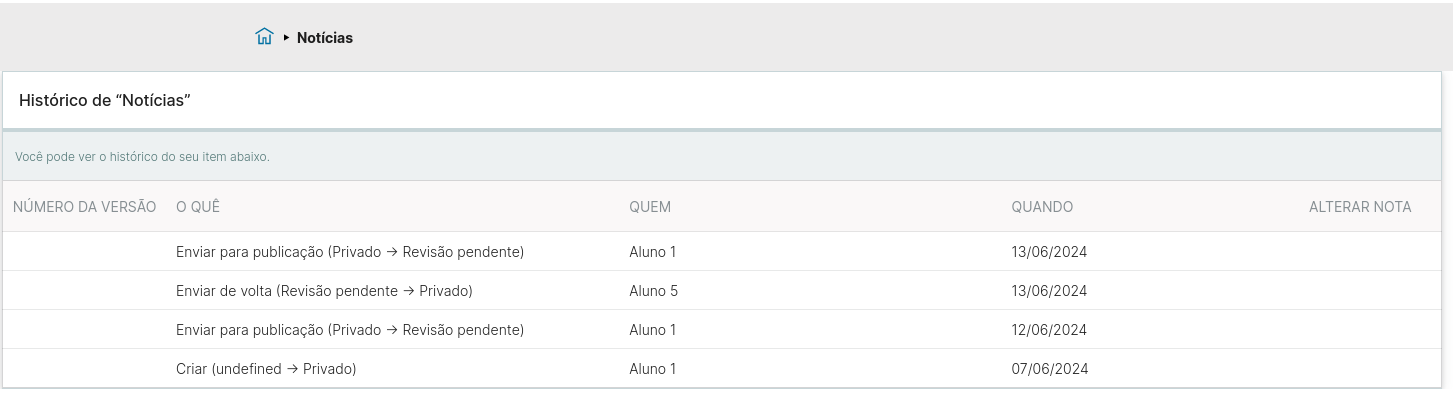 Notícias
Histórico de “Notícias”
Você pode ver o histórico do seu item abaixo.
NÚMERO DA VERSÃO O QUÊ QUEM QUANDO ALTERAR NOTA
Enviar para publicação (Privado → Revisão pendente) Aluno 1 13/06/2024
Enviar de volta (Revisão pendente → Privado) Aluno 5 13/06/2024
Enviar para publicação (Privado → Revisão pendente) Aluno 1 12/06/2024
Criar (undefined → Privado) Aluno 1 07/06/2024